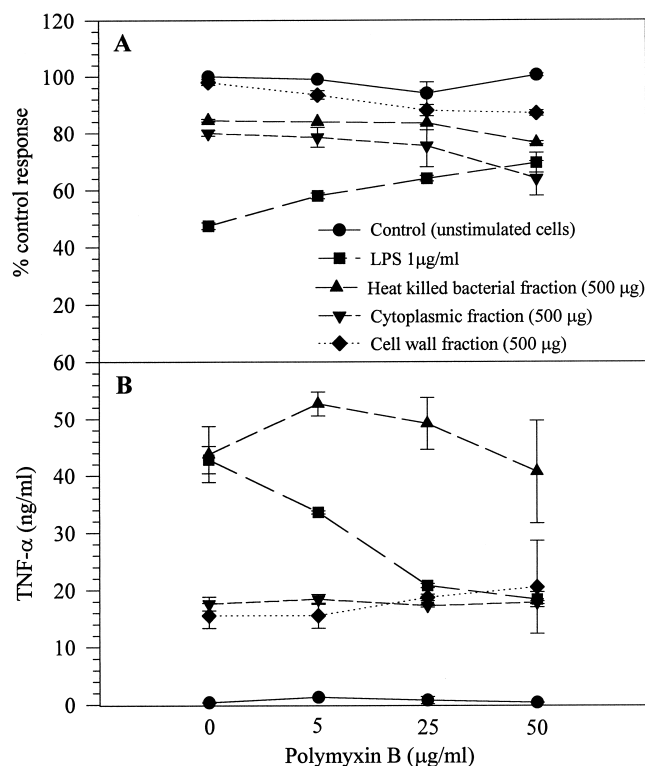 120
A
100
80
60
40
20
% control response
Control (unstimulated cells)
LPS 1μg/ml
Heat killed bacterial fraction (500 μg)
Cytoplasmic fraction (500 μg)
Cell wall fraction (500 μg)
60
B
50
40
30
20
10
0
TNF-α (ng/ml)
0 5 25 50
Polymyxin B (μg/ml)